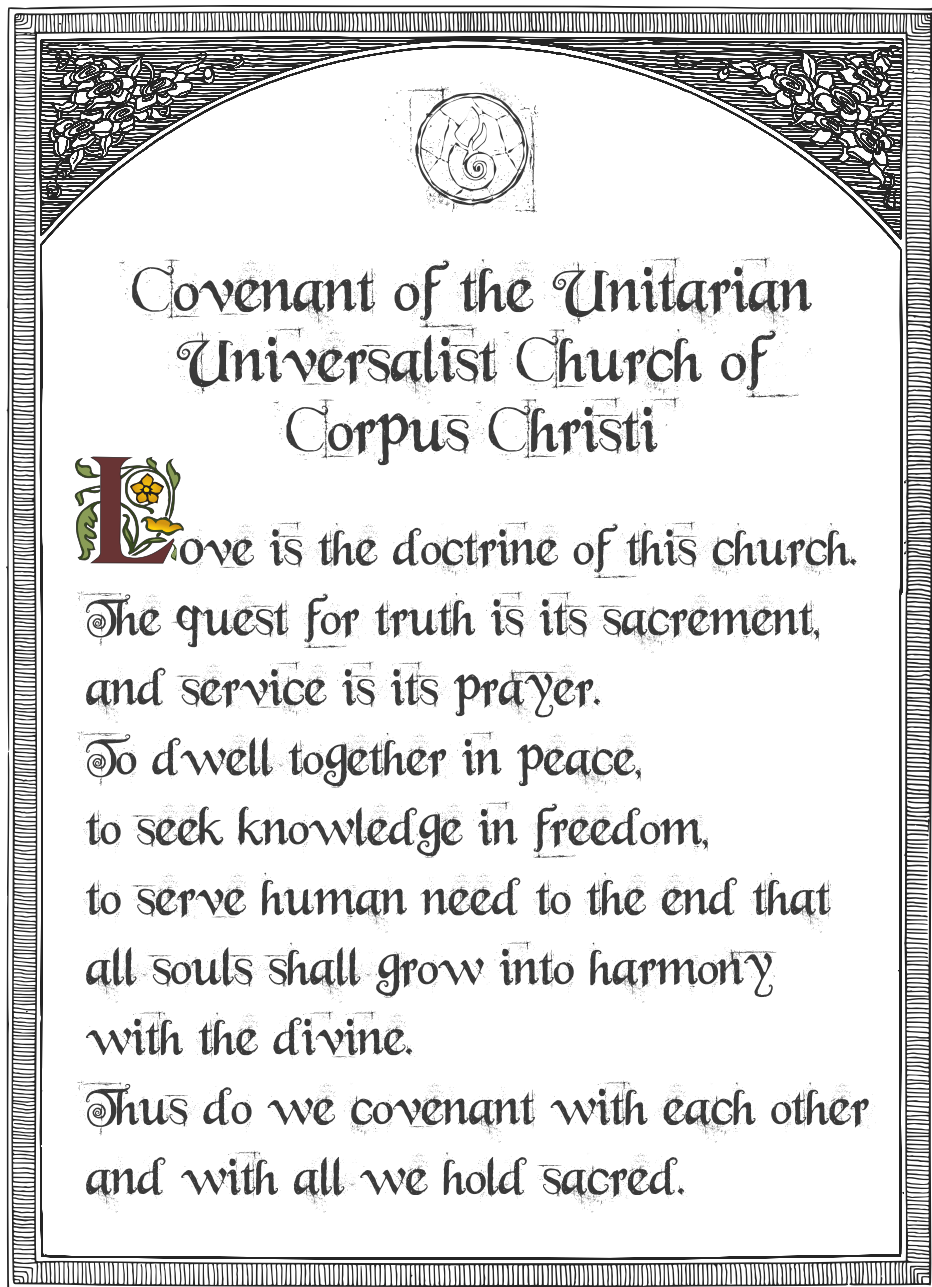 Covenant of the Unitarian
Universalist Church of
Corpus Christi
Love is the doctrine of this church.
The quest for truth is its sacrement,
and service is its prayer.
To dwell together in peace,
to seek knowledge in freedom,
to serve human need to the end that
all souls shall grow into harmony
with the divine.
Thus do we covenant with each other
and with all we hold sacred.